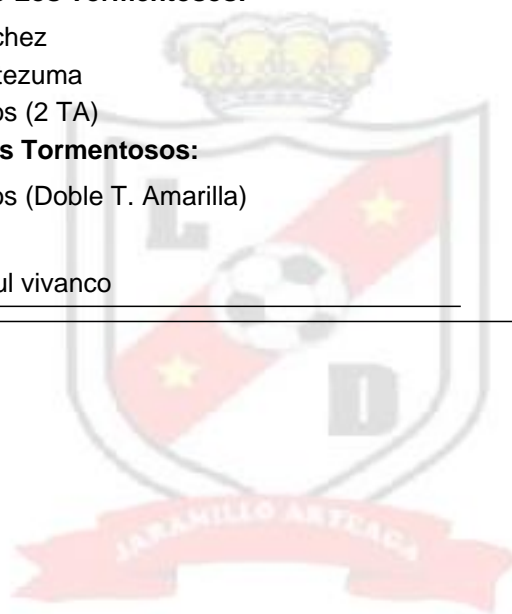 chez
tezuma
os (2 TA)
s Tormentosos:
os (Doble T. Amarilla)
ul vivanco
L
D
JARAMILLO ARTEAGA